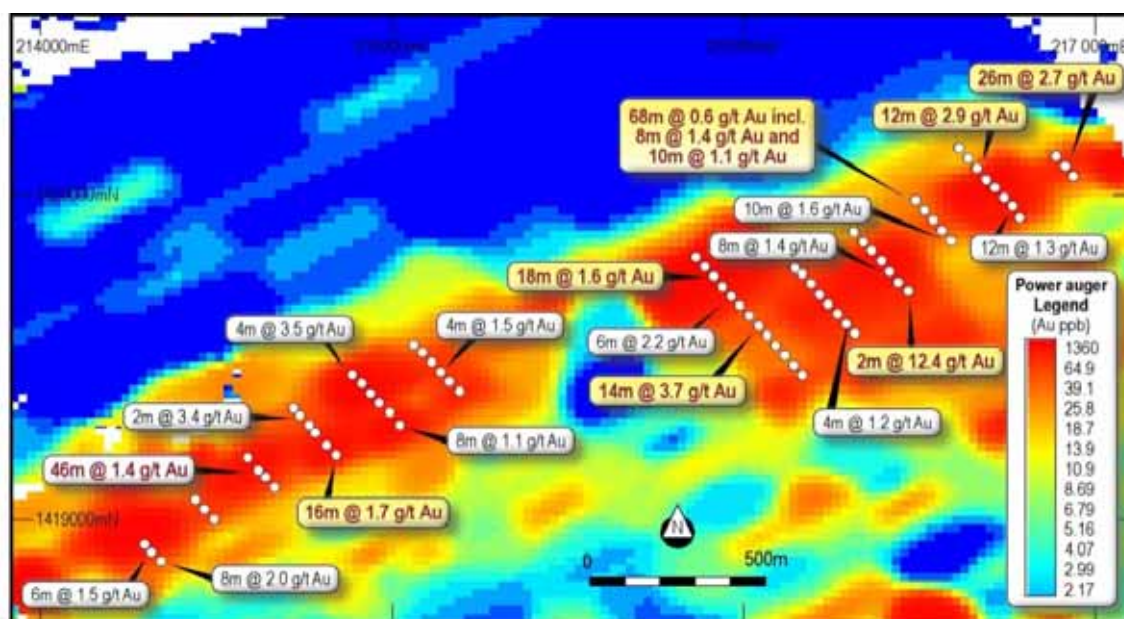 214000mE
217 000mE
26m @ 2.7 g/t Au
68m @ 0.6 g/t Au incl.
8m @ 1.4 g/t Au and
10m @ 1.1 g/t Au
12m @ 2.9 g/t Au
10m @ 1.6 g/t Au
8m @ 1.4 g/t Au
12m @ 1.3 g/t Au
18m @ 1.6 g/t Au
6m @ 2.2 g/t Au
14m @ 3.7 g/t Au
2m @ 12.4 g/t Au
4m @ 1.2 g/t Au
4m @ 3.5 g/t Au
4m @ 1.5 g/t Au
2m @ 3.4 g/t Au
8m @ 1.1 g/t Au
46m @ 1.4 g/t Au
16m @ 1.7 g/t Au
1419000mN
6m @ 1.5 g/t Au
8m @ 2.0 g/t Au
N
0
500m
Power auger
Legend
(Au ppb)
1360
64.9
39.1
25.8
18.7
13.9
10.9
8.69
6.79
5.16
4.07
2.99
2.17